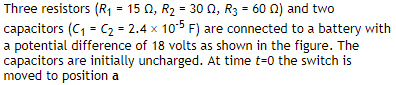 Three resistors (R₁ = 15 Ω, R₂ = 30 Ω, R₃ = 60 Ω) and two
capacitors (C₁ = C₂ = 2.4 x 10⁻⁵ F) are connected to a battery with
a potential difference of 18 volts as shown in the figure. The
capacitors are initially uncharged. At time t=0 the switch is
moved to position a